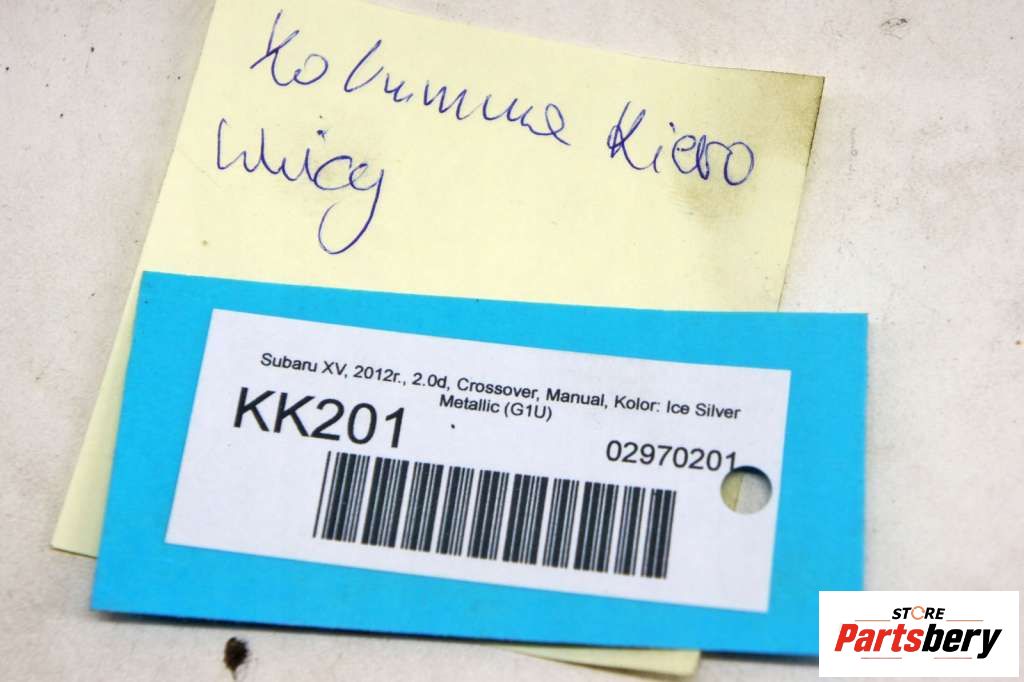 Kolumna Kiero
wnicy
Subaru XV, 2012r., 2.0d, Crossover, Manual, Kolor: Ice Silver
Metallic (G1U)
KK201
02970201
STORE
Partsbery